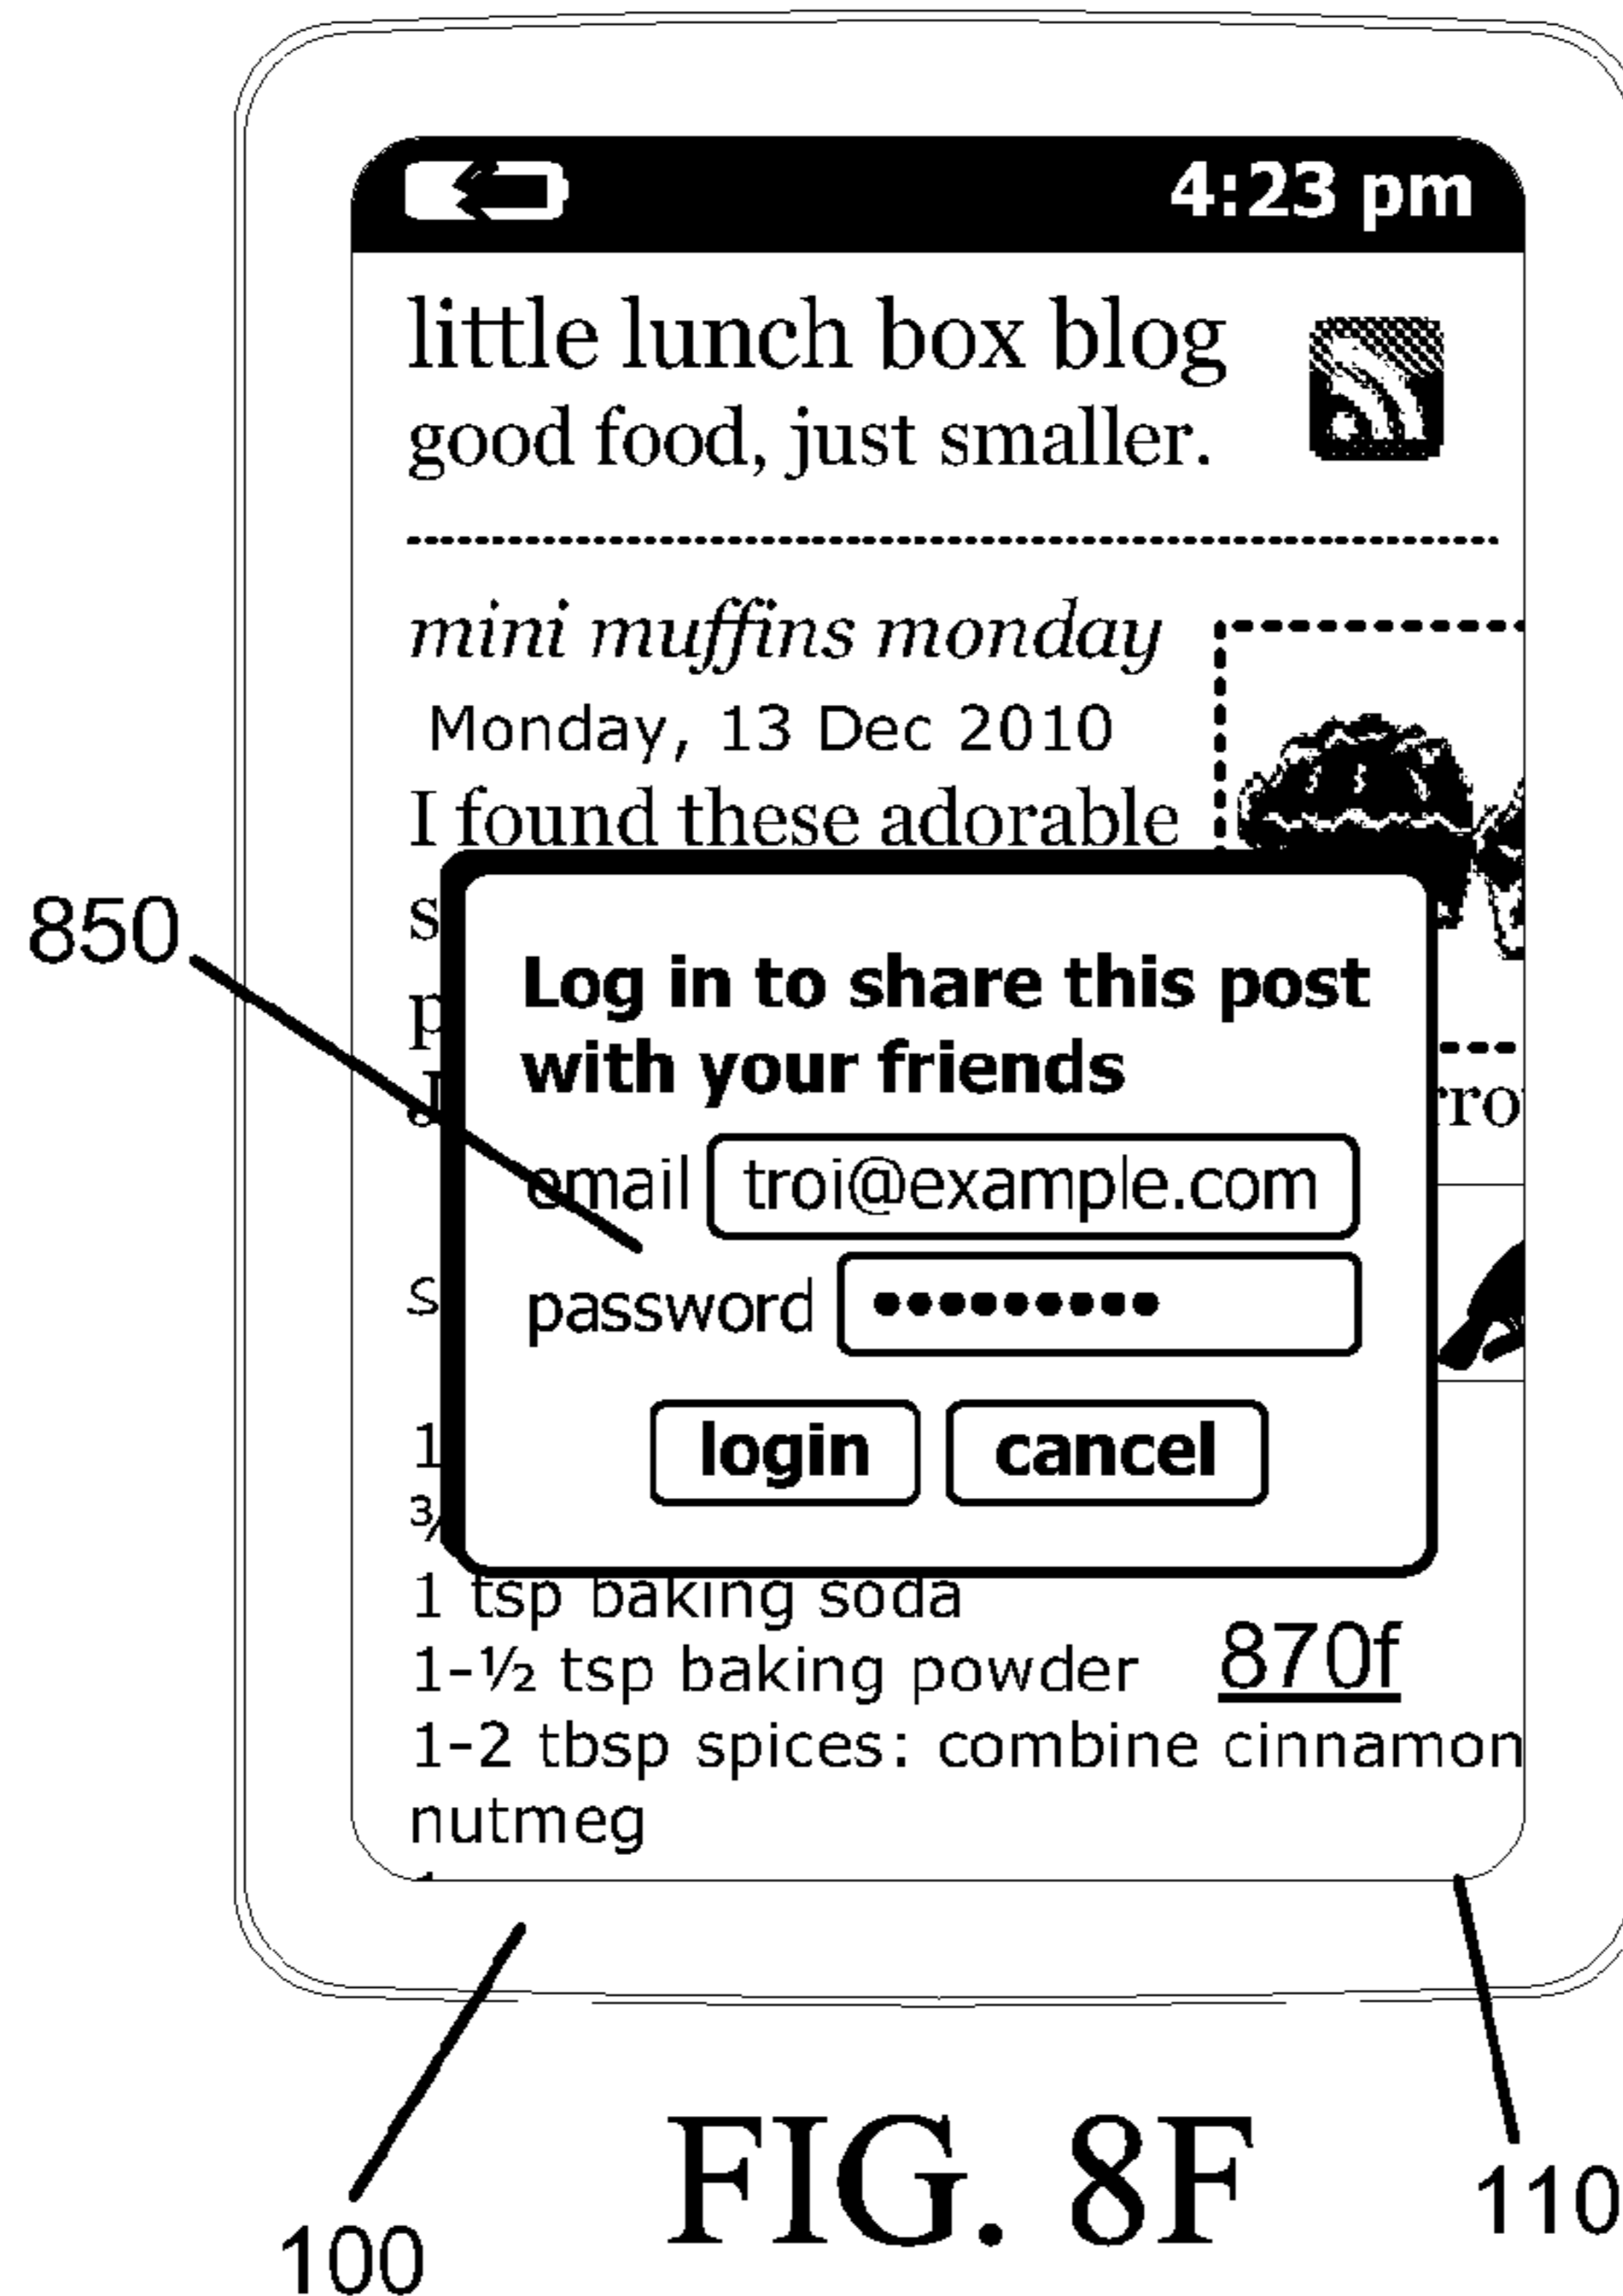 4:23 pm
little lunch box blog
good food, just smaller.
mini muffins monday
Monday, 13 Dec 2010
I found these adorable
850
Log in to share this post
with your friends
email troi@example.com
password •••••••••
login cancel
1 tsp baking soda
1-½ tsp baking powder
870f
1-2 tbsp spices: combine cinnamon
nutmeg
100
FIG. 8F
110